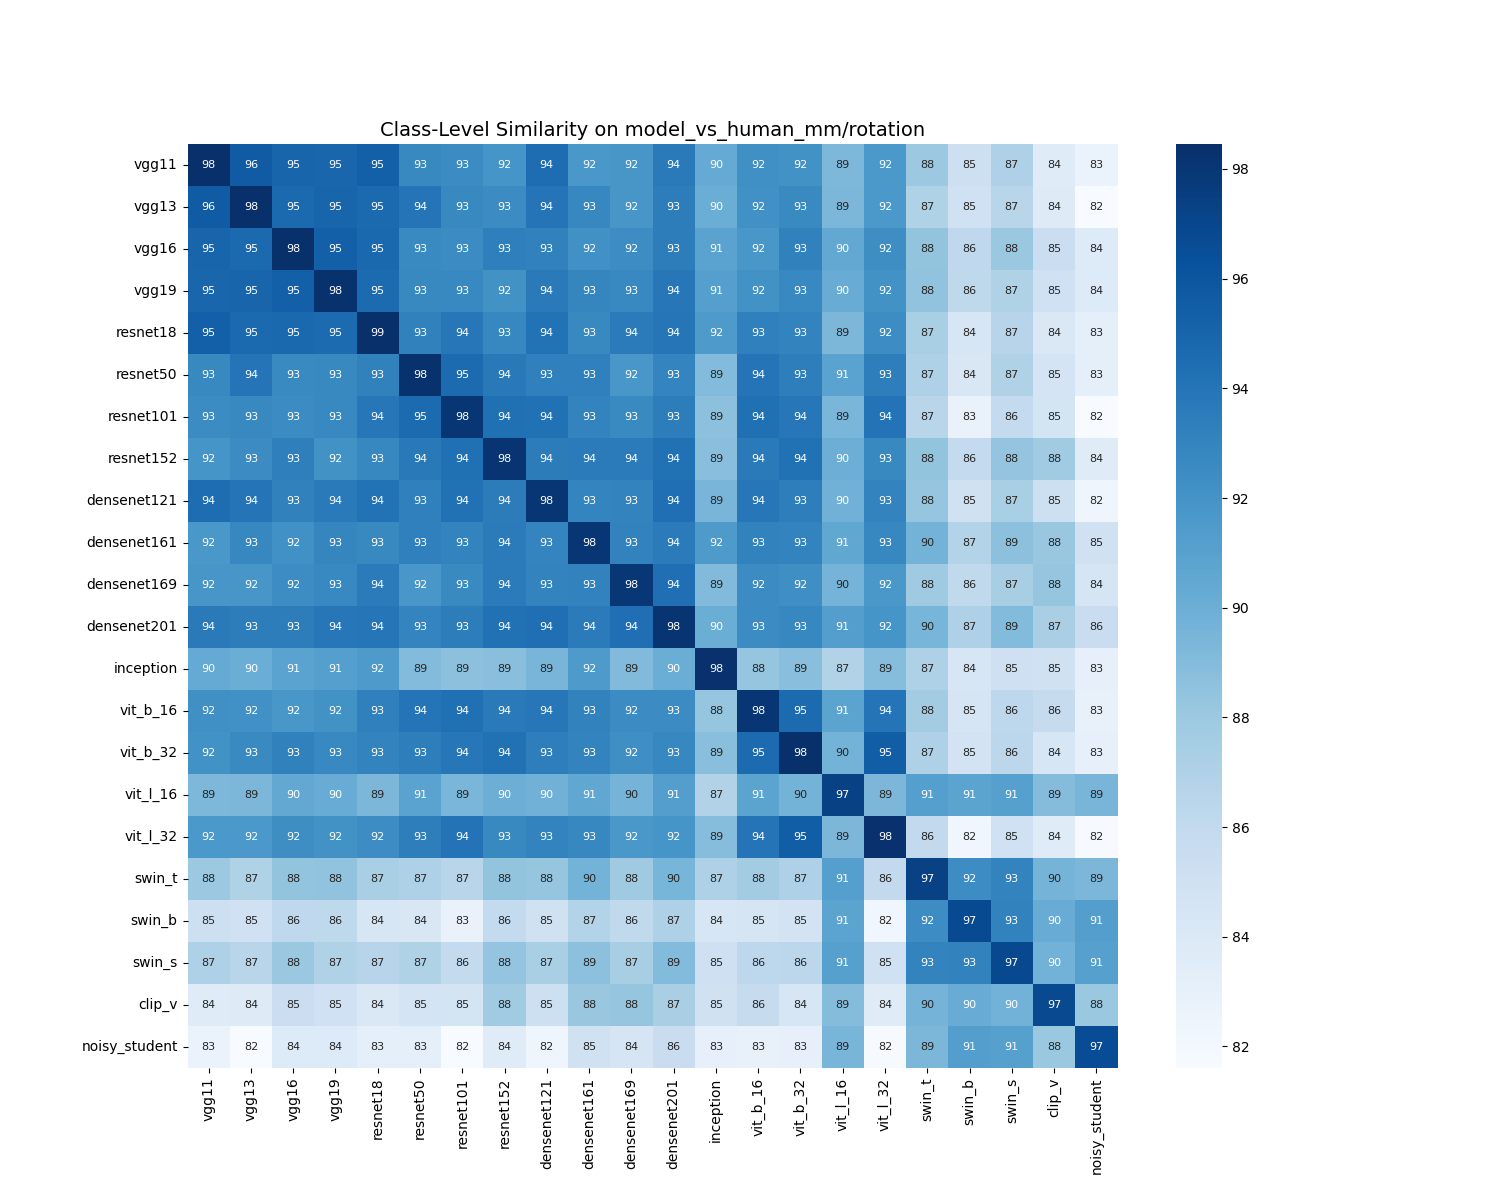 Class-Level Similarity on model_vs_human_mm/rotation
vgg11 98 96 95 95 95 93 93 92 94 92 92 94 90 92 92 89 92 88 85 87 84 83
vgg13 96 98 95 95 95 94 93 93 94 93 92 93 90 92 93 89 92 87 85 87 84 82
vgg16 95 95 98 95 95 93 93 93 93 92 92 93 91 92 93 90 92 88 86 88 85 84
vgg19 95 95 95 98 95 93 93 92 94 93 93 94 91 92 93 90 92 88 86 87 85 84
resnet18 95 95 95 95 99 93 94 93 94 93 94 94 92 93 93 89 92 87 84 87 84 83
resnet50 93 94 93 93 93 98 95 94 93 93 92 93 89 94 93 91 93 87 84 87 85 83
resnet101 93 93 93 93 94 95 98 94 94 93 93 93 89 94 94 89 94 87 83 86 85 82
resnet152 92 93 93 92 93 94 94 98 94 94 94 94 89 94 94 90 93 88 86 88 88 84
densenet121 94 94 93 94 94 93 94 94 98 93 93 94 89 94 93 90 93 88 85 87 85 82
densenet161 92 93 92 93 93 93 93 94 93 98 93 94 92 93 93 91 93 90 87 89 88 85
densenet169 92 92 92 93 94 92 93 94 93 93 98 94 89 92 92 90 92 88 86 87 88 84
densenet201 94 93 93 94 94 93 93 94 94 94 94 98 90 93 93 91 92 90 87 89 87 86
inception 90 90 91 91 92 89 89 89 89 92 89 90 98 88 89 87 89 87 84 85 85 83
vit_b_16 92 92 92 92 93 94 94 94 94 93 92 93 88 98 95 91 94 88 85 86 86 83
vit_b_32 92 93 93 93 93 93 94 94 93 93 92 93 89 95 98 90 95 87 85 86 84 83
vit_l_16 89 89 90 90 89 91 89 90 90 91 90 91 87 91 90 97 89 91 91 91 89 89
vit_l_32 92 92 92 92 92 93 94 93 93 93 92 92 89 94 95 89 98 86 82 85 84 82
swin_t 88 87 88 88 87 87 87 88 88 90 88 90 87 88 87 91 86 97 92 93 90 89
swin_b 85 85 86 86 84 84 83 86 85 87 86 87 84 85 85 91 82 92 97 93 90 91
swin_s 87 87 88 87 87 87 86 88 87 89 87 89 85 86 86 91 85 93 93 97 90 91
clip_v 84 84 85 85 84 85 85 88 85 88 88 87 85 86 84 89 84 90 90 90 97 88
noisy_student 83 82 84 84 83 83 82 84 82 85 84 86 83 83 83 89 82 89 91 91 88 97
vgg11 vgg13 vgg16 vgg19 resnet18 resnet50 resnet101 resnet152 densenet121 densenet161 densenet169 densenet201 inception vit_b_16 vit_b_32 vit_l_16 vit_l_32 swin_t swin_b swin_s clip_v noisy_student
98
96
94
92
90
88
86
84
82